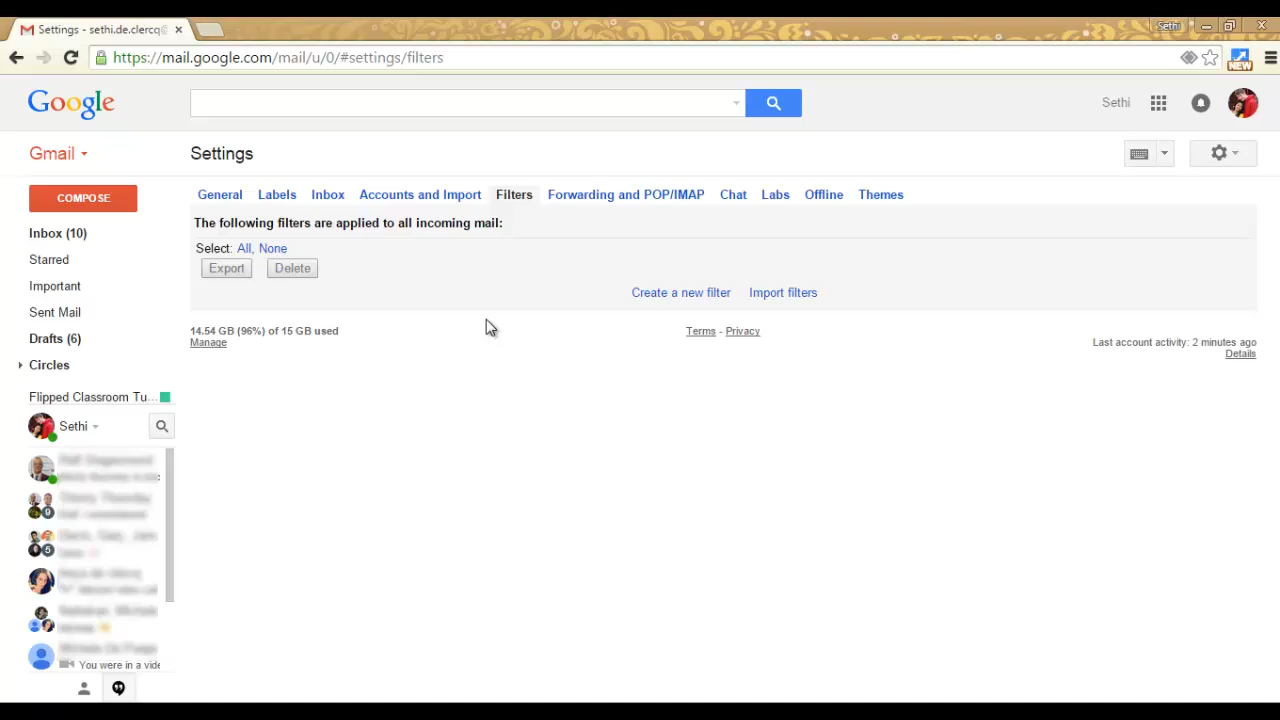 Settings - sethi.de.clercq@
Sethi
https://mail.google.com/mail/u/0/#settings/filters
NEW
Google
Sethi
Gmail
Settings
COMPOSE
General Labels Inbox Accounts and Import Filters Forwarding and POP/IMAP Chat Labs Offline Themes
The following filters are applied to all incoming mail:
Select: All, None
Export Delete
Create a new filter Import filters
Inbox (10)
Starred
Important
Sent Mail
Drafts (6)
Circles
Flipped Classroom Tu...
14.54 GB (96%) of 15 GB used
Manage
Terms - Privacy
Last account activity: 2 minutes ago
Details
Sethi
9
5
You were in a vide